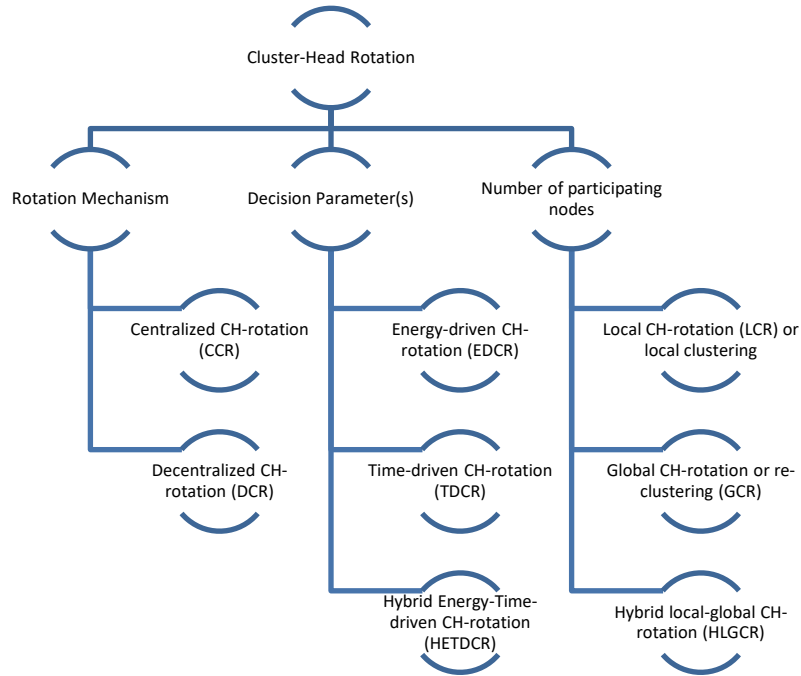 Cluster-Head Rotation
Rotation Mechanism
Decision Parameter(s)
Number of participating
nodes
Centralized CH-rotation
(CCR)
Energy-driven CH-
rotation (EDCR)
Local CH-rotation (LCR) or
local clustering
Decentralized CH-
rotation (DCR)
Time-driven CH-rotation
(TDCR)
Global CH-rotation or re-
clustering (GCR)
Hybrid Energy-Time-
driven CH-rotation
(HETDCR)
Hybrid local-global CH-
rotation (HLGCR)